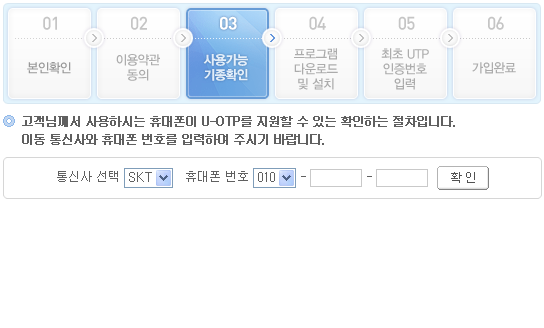 01
본인확인
02
이용약관
동의
03
사용가능
기종확인
04
프로그램
다운로드
및 설치
05
최초 UTP
인증번호
입력
06
가입완료
고객님께서 사용하시는 휴대폰이 U-OTP를 지원할 수 있는 확인하는 절차입니다.
이동 통신사와 휴대폰 번호를 입력하여 주시기 바랍니다.
통신사 선택 SKT 휴대폰 번호 010 - - 확인